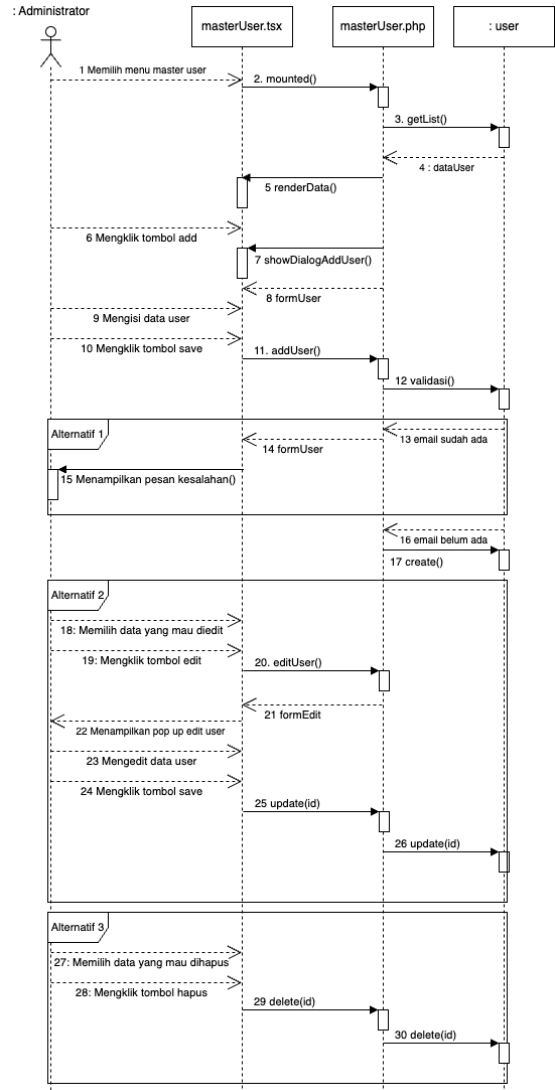 : Administrator
masterUser.tsx
masterUser.php
: user
1 Memilih menu master user
2. mounted()
3. getList()
4 : dataUser
5 renderData()
6 Mengklik tombol add
7 showDialogAddUser()
8 formUser
9 Mengisi data user
10 Mengklik tombol save
11. addUser()
12 validasi()
Alternatif 1
13 email sudah ada
14 formUser
15 Menampilkan pesan kesalahan()
16 email belum ada
17 create()
Alternatif 2
18: Memilih data yang mau diedit
19: Mengklik tombol edit
20. editUser()
21 formEdit
22 Menampilkan pop up edit user
23 Mengedit data user
24 Mengklik tombol save
25 update(id)
26 update(id)
Alternatif 3
27: Memilih data yang mau dihapus
28: Mengklik tombol hapus
29 delete(id)
30 delete(id)